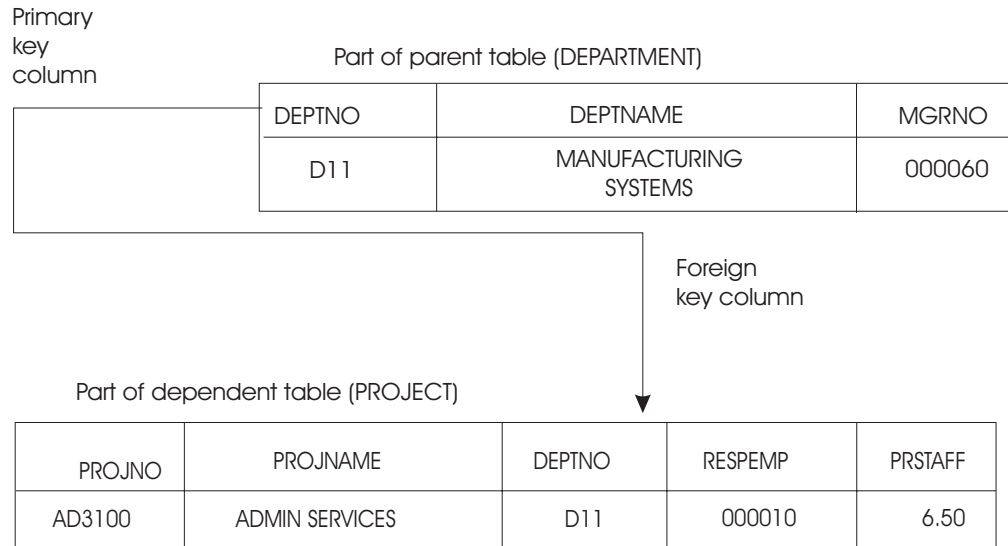 Primary
key
column
Part of parent table (DEPARTMENT)
DEPTNO DEPTNAME MGRNO
D11 MANUFACTURING SYSTEMS 000060
Foreign
key column
Part of dependent table (PROJECT)
PROJNO PROJNAME DEPTNO RESPEMP PRSTAFF
AD3100 ADMIN SERVICES D11 000010 6.50